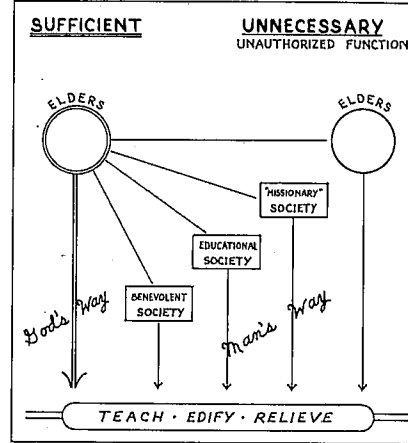 SUFFICIENT
UNNECESSARY
UNAUTHORIZED FUNCTION
ELDERS
ELDERS
"MISSIONARY"
SOCIETY
EDUCATIONAL
SOCIETY
BENEVOLENT
SOCIETY
God's Way
Man's Way
TEACH · EDIFY · RELIEVE